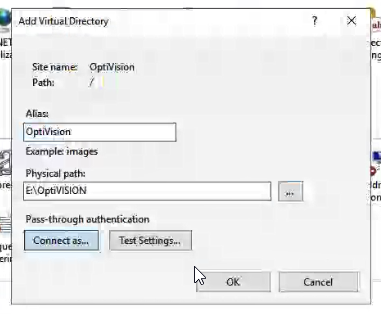 Add Virtual Directory
Site name: OptiVision
Path: /
Alias:
OptiVision
Example: images
Physical path:
E:\OptiVISION
...
Pass-through authentication
Connect as... Test Settings...
OK Cancel